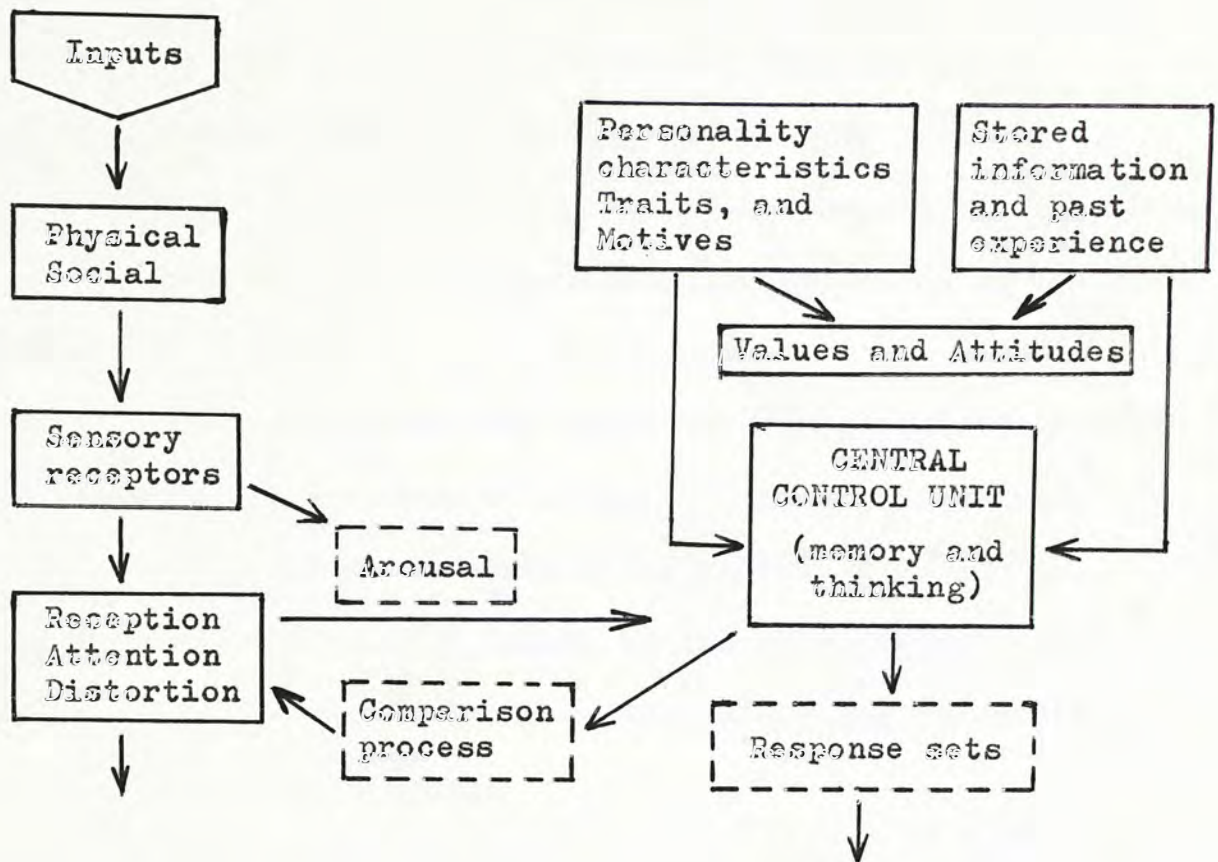 Inputs
Physical
Social
Sensory
receptors
Arousal
Reception
Attention
Distortion
Comparison
process
Personality
characteristics
Traits, and
Motives
Stored
information
and past
experience
Values and Attitudes
CENTRAL
CONTROL UNIT
(memory and
thinking)
Response sets